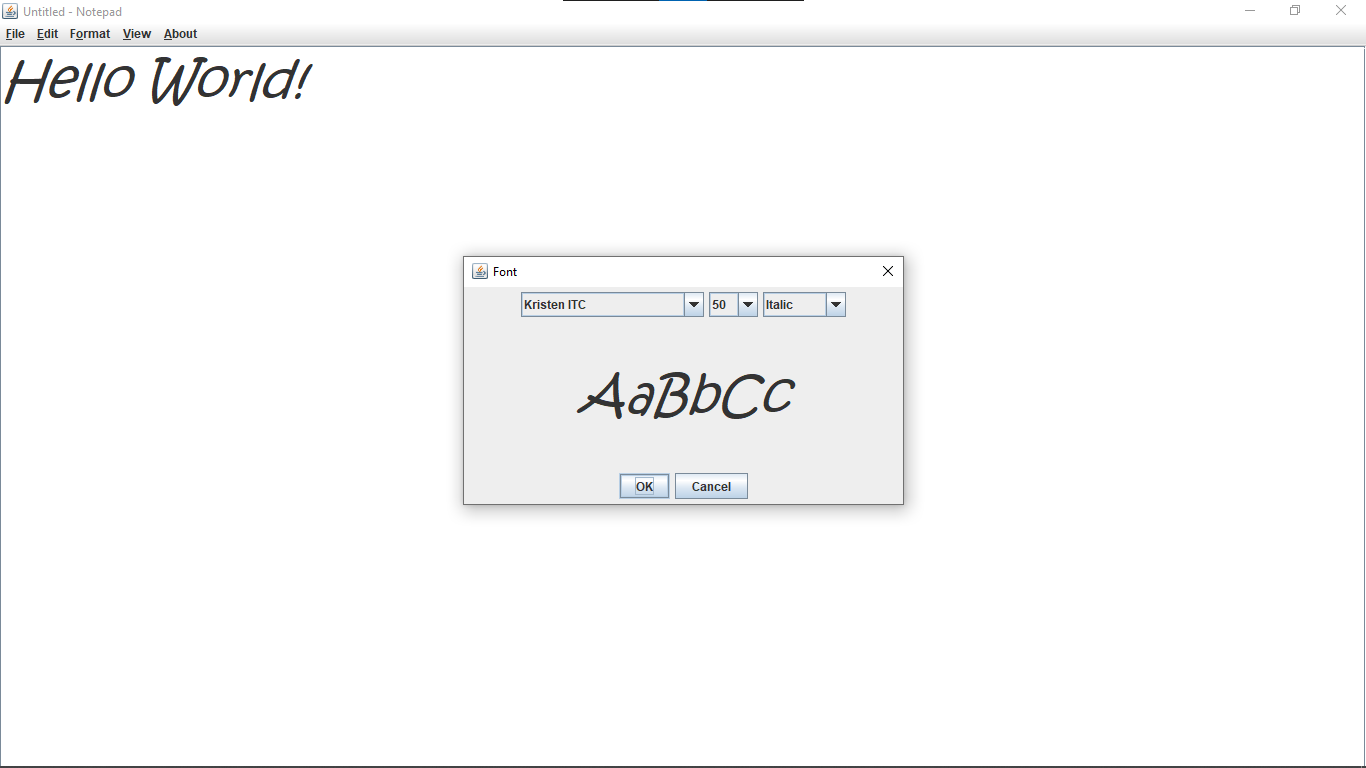 Untitled - Notepad
File Edit Format View About
Hello World!
Font
Kristen ITC 50 Italic
AaBbCc
OK Cancel